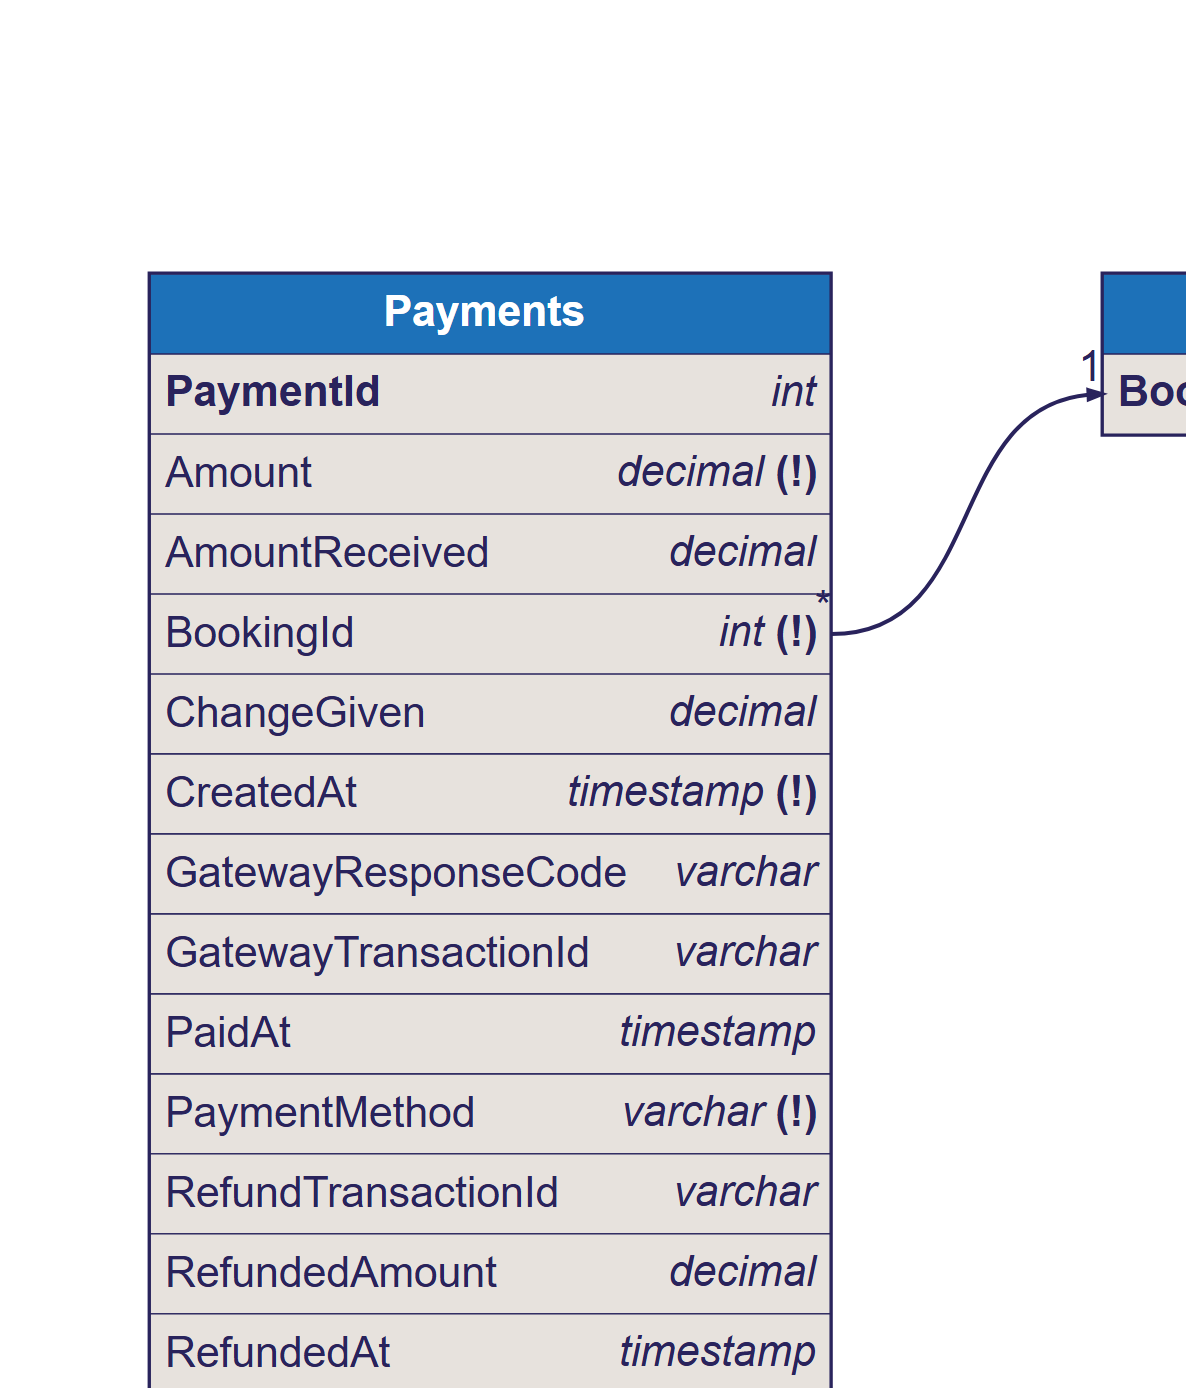 Payments
PaymentId int
Amount decimal (!)
AmountReceived decimal
*
BookingId int (!)
ChangeGiven decimal
CreatedAt timestamp (!)
GatewayResponseCode varchar
GatewayTransactionId varchar
PaidAt timestamp
PaymentMethod varchar (!)
RefundTransactionId varchar
RefundedAmount decimal
RefundedAt timestamp
1